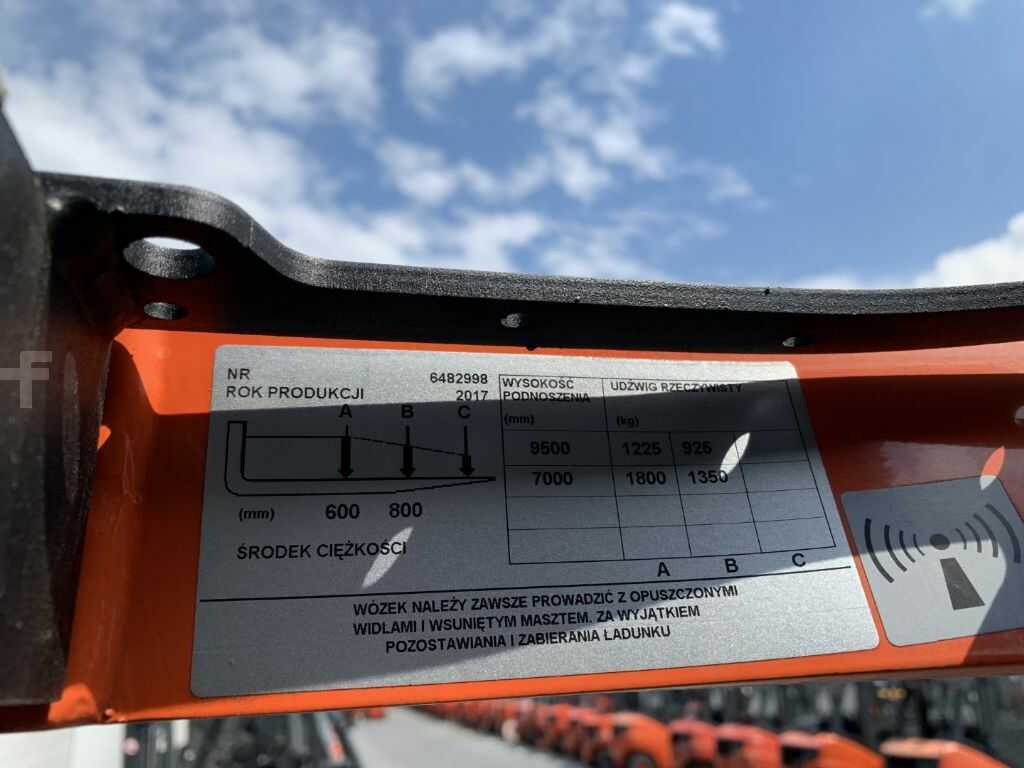 NR 6482998
ROK PRODUKCJI 2017
A B C
(mm) 600 800
ŚRODEK CIĘŻKOŚCI
WYSOKOŚĆ PODNOSZENIA (mm) UDŹWIG RZECZYWISTY (kg)
9500 1225 925
7000 1800 1350
A B C
WÓZEK NALEŻY ZAWSZE PROWADZIĆ Z OPUSZCZONYMI
WIDŁAMI I WSUNIĘTYM MASZTEM. ZA WYJĄTKIEM
POZOSTAWIANIA I ZABIERANIA ŁADUNKU